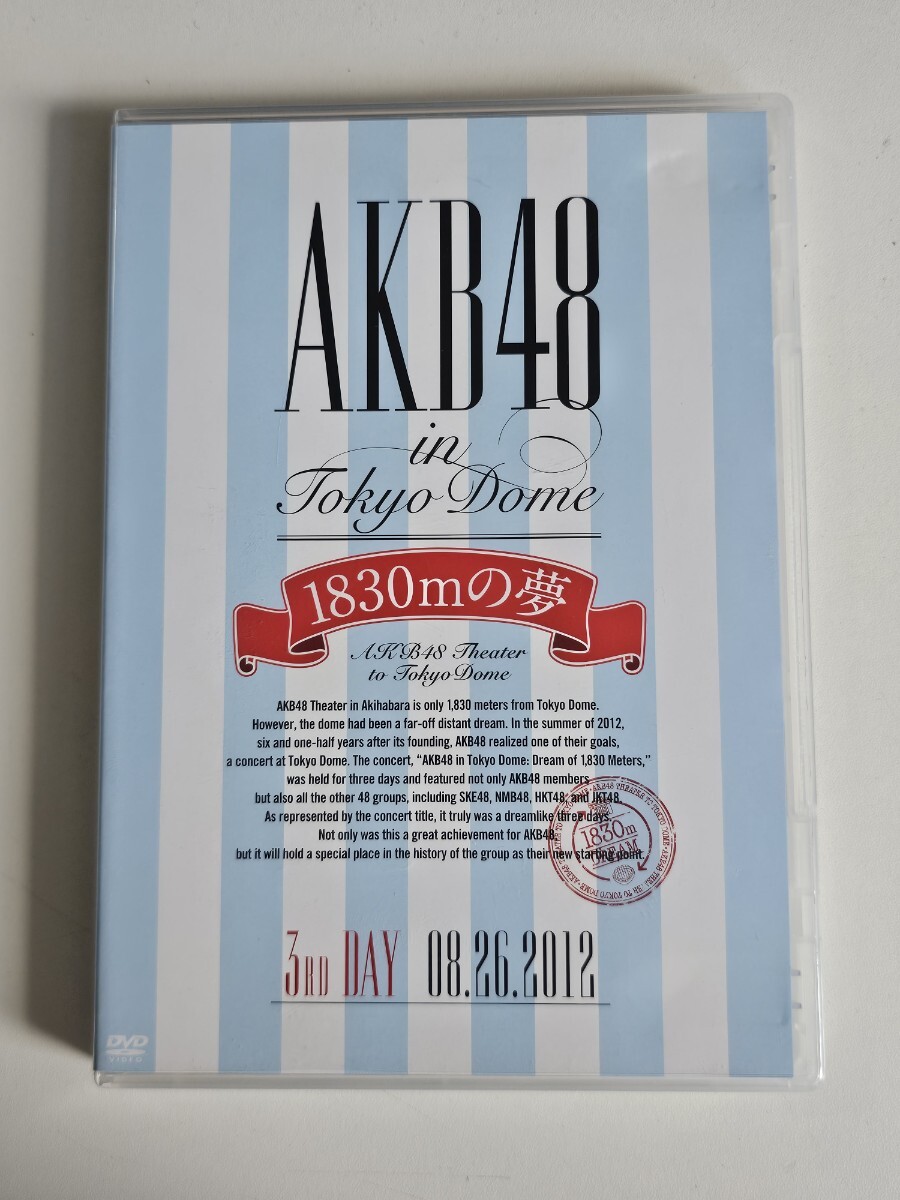 AKB48
in
Tokyo Dome
1830mの夢
AKB48 Theater
to Tokyo Dome
AKB48 Theater in Akihabara is only 1,830 meters from Tokyo Dome.
However, the dome had been a far-off distant dream. In the summer of 2012,
six and one-half years after its founding, AKB48 realized one of their goals,
a concert at Tokyo Dome. The concert, “AKB48 in Tokyo Dome: Dream of 1,830 Meters,”
was held for three days and featured not only AKB48 members
but also all the other 48 groups, including SKE48, NMB48, HKT48, and JKT48.
As represented by the concert title, it truly was a dreamlike three days.
Not only was this a great achievement for AKB48,
but it will hold a special place in the history of the group as their new starting point.
AKB48 THEATER TO TOKYO DOME
1830m
DREAM
3RD DAY 08.26.2012
DVD
VIDEO